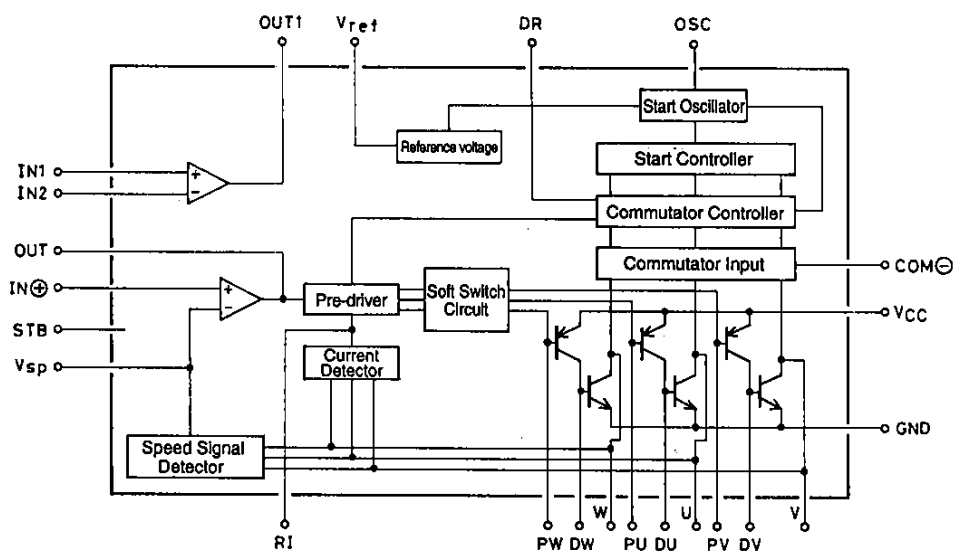 OUT1 Vref DR OSC
Start Oscillator
Reference voltage
Start Controller
IN1
+
IN2
−
Commutator Controller
OUT
Commutator Input
COM⊖
IN⊕
+
−
Pre-driver
Soft Switch
Circuit
VCC
STB
Vsp
Current
Detector
GND
Speed Signal
Detector
RI
PW DW W PU DU U PV DV V